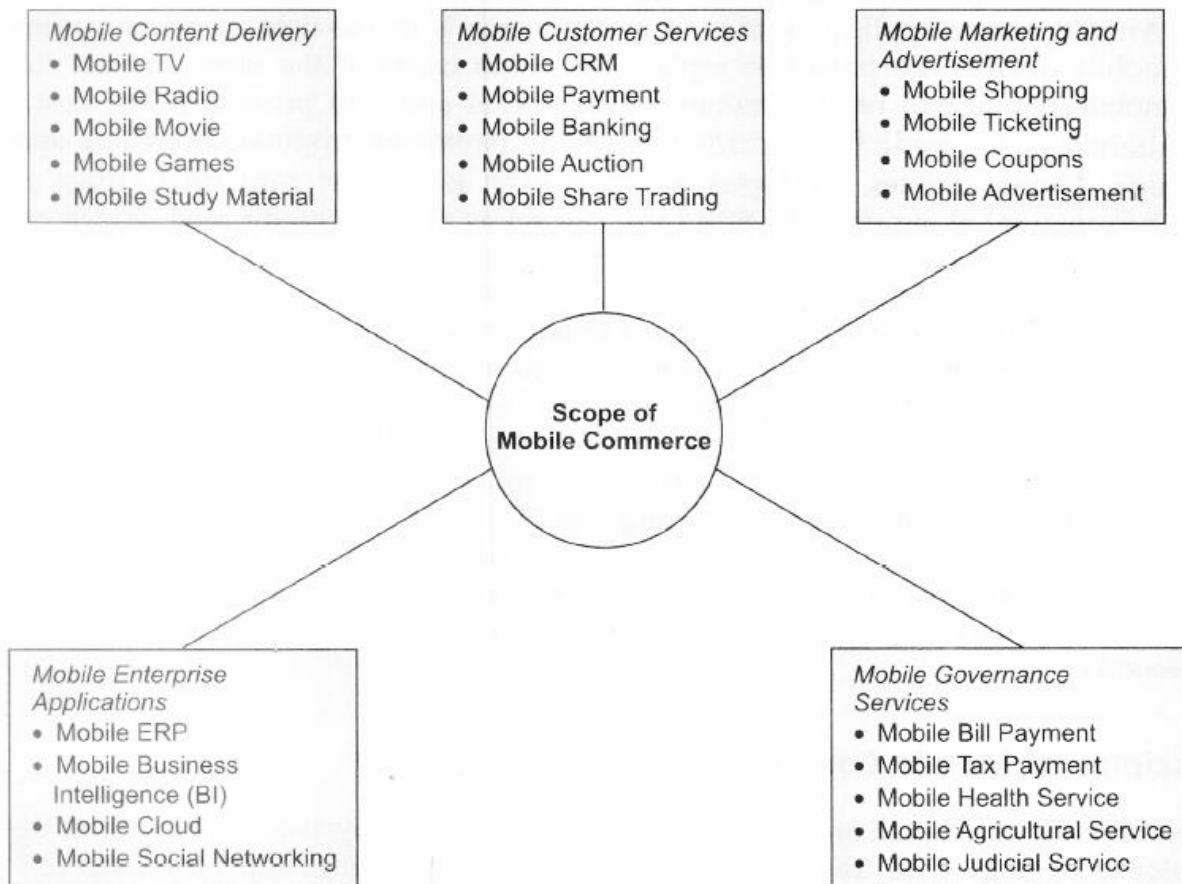 Mobile Content Delivery
• Mobile TV
• Mobile Radio
• Mobile Movie
• Mobile Games
• Mobile Study Material
Mobile Customer Services
• Mobile CRM
• Mobile Payment
• Mobile Banking
• Mobile Auction
• Mobile Share Trading
Mobile Marketing and
Advertisement
• Mobile Shopping
• Mobile Ticketing
• Mobile Coupons
• Mobile Advertisement
Scope of
Mobile Commerce
Mobile Enterprise
Applications
• Mobile ERP
• Mobile Business
Intelligence (BI)
• Mobile Cloud
• Mobile Social Networking
Mobile Governance
Services
• Mobile Bill Payment
• Mobile Tax Payment
• Mobile Health Service
• Mobile Agricultural Service
• Mobile Judicial Service